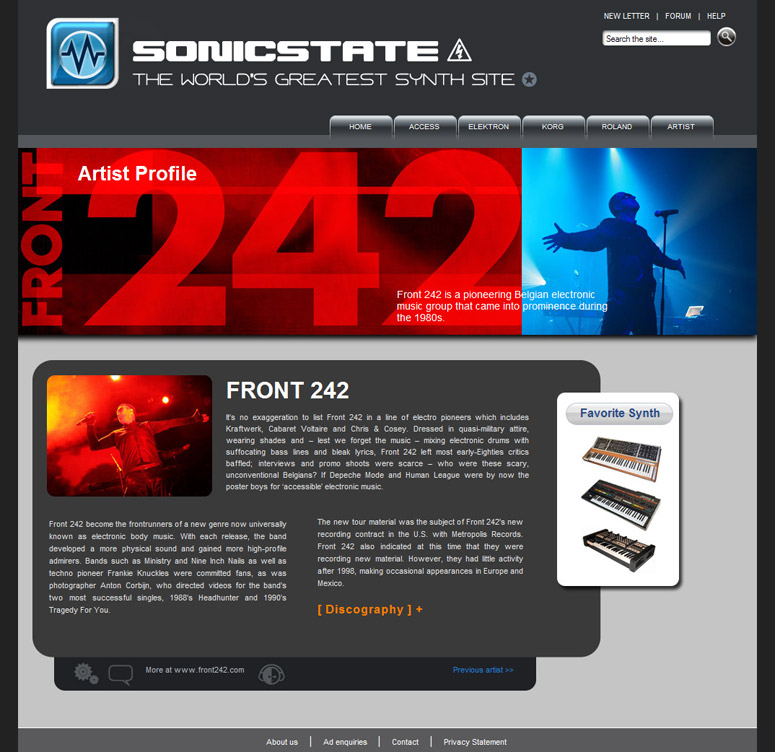 NEW LETTER | FORUM | HELP
Search the site...
SONICSTATE
THE WORLD'S GREATEST SYNTH SITE
HOME ACCESS ELEKTRON KORG ROLAND ARTIST
FRONT
242
Artist Profile
Front 242 is a pioneering Belgian electronic
music group that came into prominence during
the 1980s.
FRONT 242
It's no exaggeration to list Front 242 in a line of electro pioneers which includes
Kraftwerk, Cabaret Voltaire and Chris & Cosey. Dressed in quasi-military attire,
wearing shades and – lest we forget the music – mixing electronic drums with
suffocating bass lines and bleak lyrics, Front 242 left most early-Eighties critics
baffled; interviews and promo shoots were scarce – who were these scary,
unconventional Belgians? If Depeche Mode and Human League were by now the
poster boys for 'accessible' electronic music.
Front 242 become the frontrunners of a new genre now universally
known as electronic body music. With each release, the band
developed a more physical sound and gained more high-profile
admirers. Bands such as Ministry and Nine Inch Nails as well as
techno pioneer Frankie Knuckles were committed fans, as was
photographer Anton Corbijn, who directed videos for the band's
two most successful singles, 1988's Headhunter and 1990's
Tragedy For You.
The new tour material was the subject of Front 242's new
recording contract in the U.S. with Metropolis Records.
Front 242 also indicated at this time that they were
recording new material. However, they had little activity
after 1998, making occasional appearances in Europe and
Mexico.
[ Discography ] +
Favorite Synth
More at www.front242.com
Previous artist >>
About us | Ad enquiries | Contact | Privacy Statement